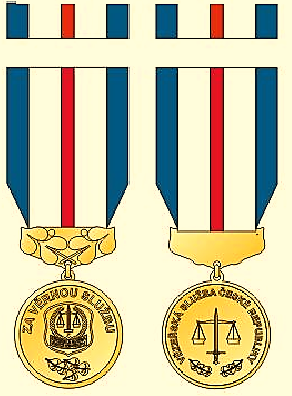 ZA VĚRNOU SLUŽBU
VĚZEŇSKÁ SLUŽBA ČESKÉ REPUBLIKY